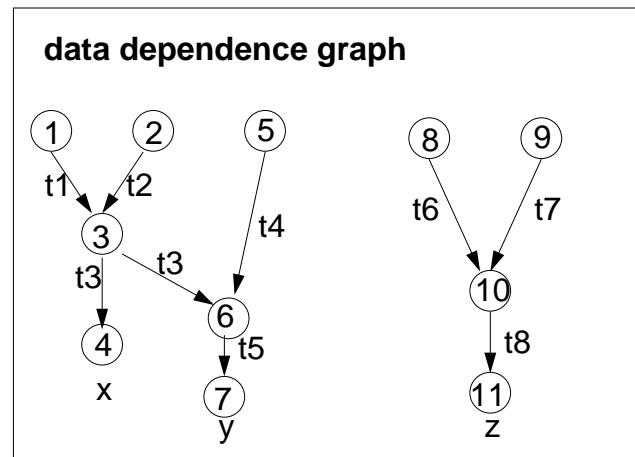 data dependence graph
1 2 5 8 9
t1 t2 t4 t6 t7
3
t3 t3
6 10
4 t5 t8
x
7 11
y z